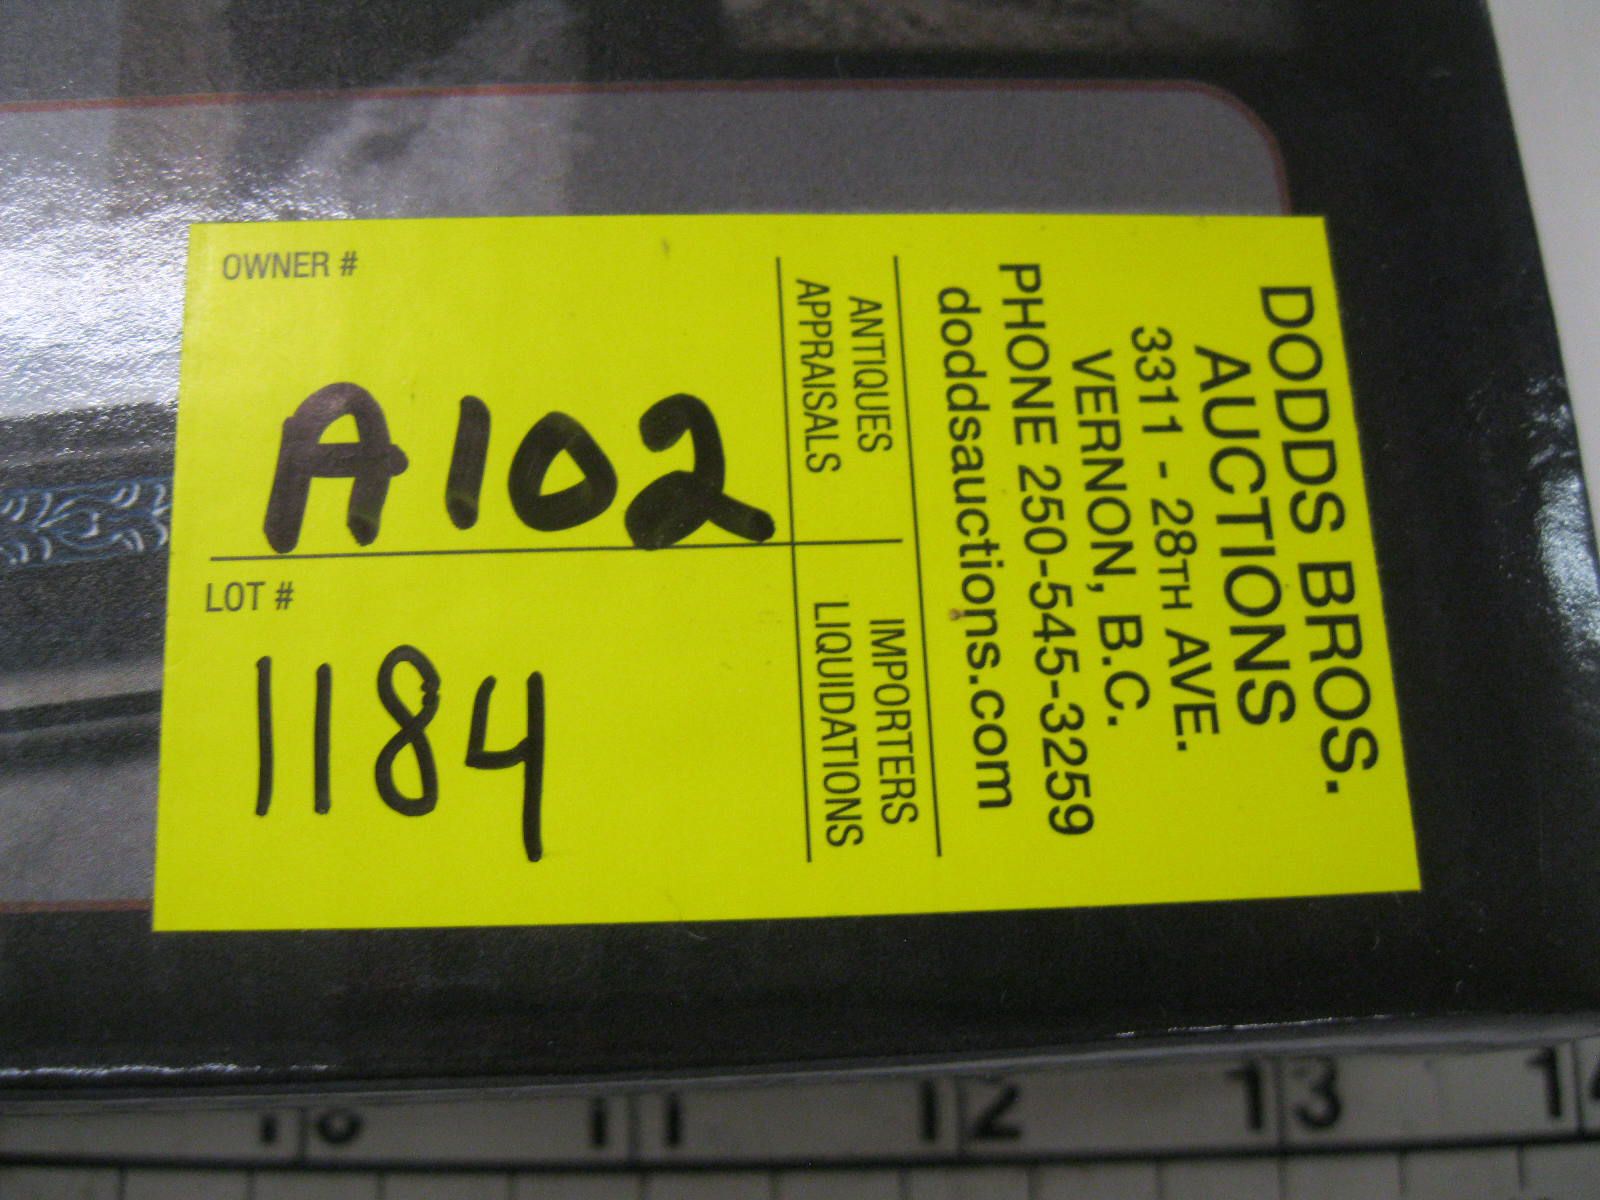 OWNER #
A102
LOT #
1184
DODDS BROS.
AUCTIONS
3311 - 28TH AVE.
VERNON, B.C.
PHONE 250-545-3259
doddsauctions.com
ANTIQUES
APPRAISALS
IMPORTERS
LIQUIDATIONS
10 11 12 13 14